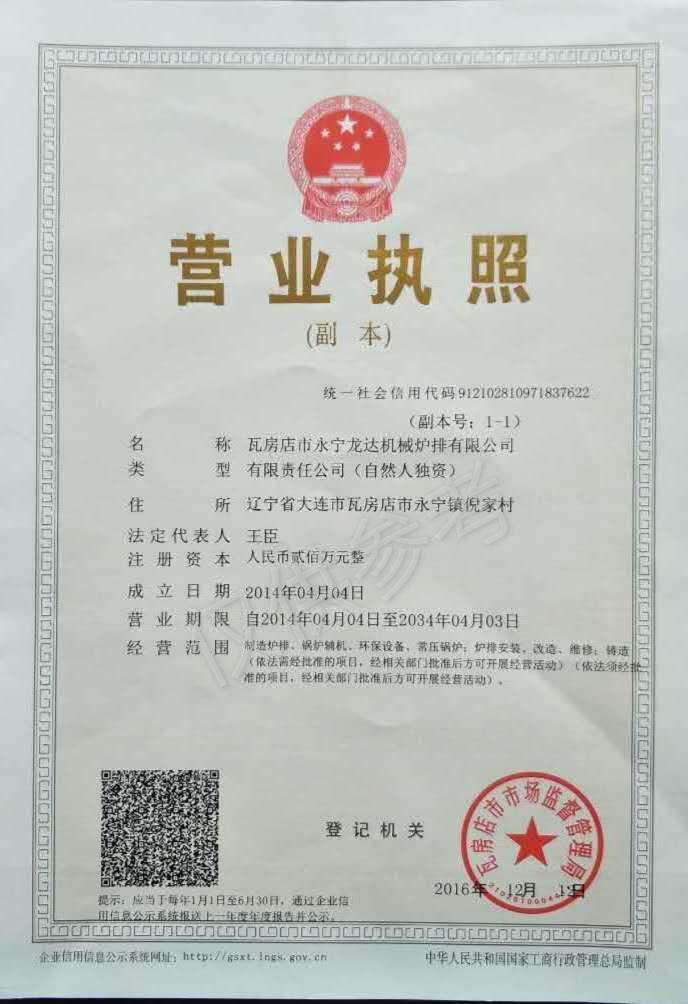 营业执照
(副 本)
统一社会信用代码912102810971837622
（副本号：1-1）
名 称 瓦房店市永宁龙达机械炉排有限公司
类 型 有限责任公司（自然人独资）
住 所 辽宁省大连市瓦房店市永宁镇倪家村
法定代表人 王臣
注册资本 人民币贰佰万元整
成立日期 2014年04月04日
营业期限 自2014年04月04日至2034年04月03日
经营范围 制造炉排、锅炉辅机、环保设备、常压锅炉；炉排安装、改造、维修；铸造
（依法需经批准的项目，经相关部门批准后方可开展经营活动）（依法须经批
准的项目，经相关部门批准后方可开展经营活动）。
仅供参考
登记机关
瓦房店市市场监督管理局
2016年 12月 12日
提示：应当于每年1月1日至6月30日，通过企业信
用信息公示系统报送上一年度年度报告并公示。
企业信用信息公示系统网址：http://gsxt.lngs.gov.cn
中华人民共和国国家工商行政管理总局监制